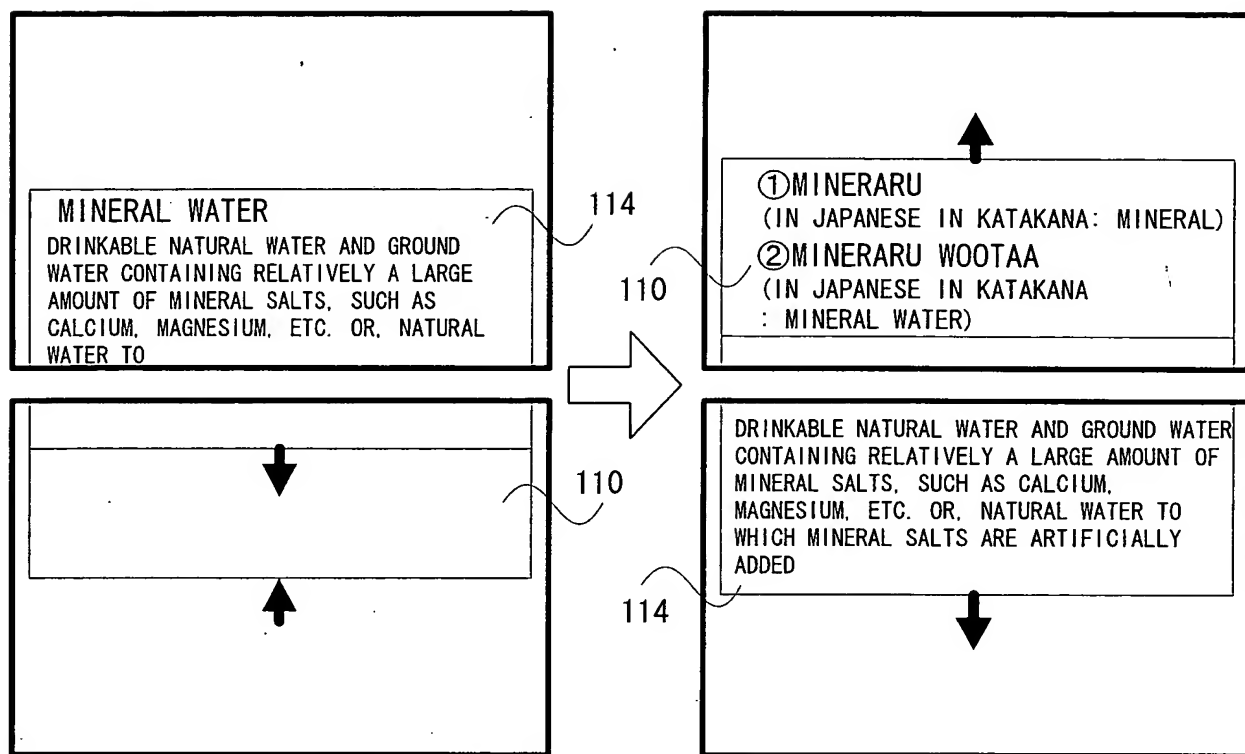 MINERAL WATER
DRINKABLE NATURAL WATER AND GROUND
WATER CONTAINING RELATIVELY A LARGE
AMOUNT OF MINERAL SALTS, SUCH AS
CALCIUM, MAGNESIUM, ETC. OR, NATURAL
WATER TO
114
110
①MINERARU
(IN JAPANESE IN KATAKANA: MINERAL)
②MINERARU WOOTAA
(IN JAPANESE IN KATAKANA
: MINERAL WATER)
110
DRINKABLE NATURAL WATER AND GROUND WATER
CONTAINING RELATIVELY A LARGE AMOUNT OF
MINERAL SALTS, SUCH AS CALCIUM,
MAGNESIUM, ETC. OR, NATURAL WATER TO
WHICH MINERAL SALTS ARE ARTIFICIALLY
ADDED
114